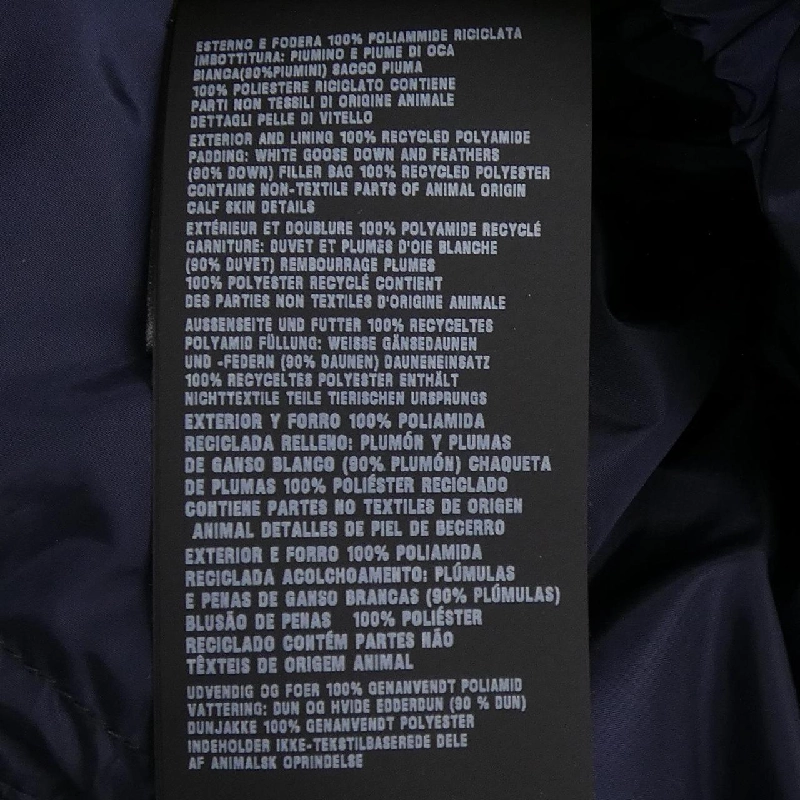 ESTERNO E FODERA 100% POLIAMMIDE RICICLATA
IMBOTTITURA: PIUMINO E PIUME DI OCA
BIANCA(90%PIUMINI) SACCO PIUMA
100% POLIESTERE RICICLATO CONTIENE
PARTI NON TESSILI DI ORIGINE ANIMALE
DETTAGLI PELLE DI VITELLO
EXTERIOR AND LINING 100% RECYCLED POLYAMIDE
PADDING: WHITE GOOSE DOWN AND FEATHERS
(90% DOWN) FILLER BAG 100% RECYCLED POLYESTER
CONTAINS NON-TEXTILE PARTS OF ANIMAL ORIGIN
CALF SKIN DETAILS
EXTÉRIEUR ET DOUBLURE 100% POLYAMIDE RECYCLÉ
GARNITURE: DUVET ET PLUMES D'OIE BLANCHE
(90% DUVET) REMBOURRAGE PLUMES
100% POLYESTER RECYCLÉ CONTIENT
DES PARTIES NON TEXTILES D'ORIGINE ANIMALE
AUSSENSEITE UND FUTTER 100% RECYCELTES
POLYAMID FÜLLUNG: WEISSE GÄNSEDAUNEN
UND -FEDERN (90% DAUNEN) DAUNENEINSATZ
100% RECYCELTES POLYESTER ENTHÄLT
NICHTTEXTILE TEILE TIERISCHEN URSPRUNGS
EXTERIOR Y FORRO 100% POLIAMIDA
RECICLADA RELLENO: PLUMÓN Y PLUMAS
DE GANSO BLANCO (90% PLUMÓN) CHAQUETA
DE PLUMAS 100% POLIÉSTER RECICLADO
CONTIENE PARTES NO TEXTILES DE ORIGEN
ANIMAL DETALLES DE PIEL DE BECERRO
EXTERIOR E FORRO 100% POLIAMIDA
RECICLADA ACOLCHOAMENTO: PLÚMULAS
E PENAS DE GANSO BRANCAS (90% PLÚMULAS)
BLUSÃO DE PENAS 100% POLIÉSTER
RECICLADO CONTÉM PARTES NÃO
TÊXTEIS DE ORIGEM ANIMAL
UDVENDIG OG FOER 100% GENANVENDT POLIAMID
VATTERING: DUN OG HVIDE EDDERDUN (90 % DUN)
DUNJAKKE 100% GENANVENDT POLYESTER
INDEHOLDER IKKE-TEKSTILBASEREDE DELE
AF ANIMALSK OPRINDELSE